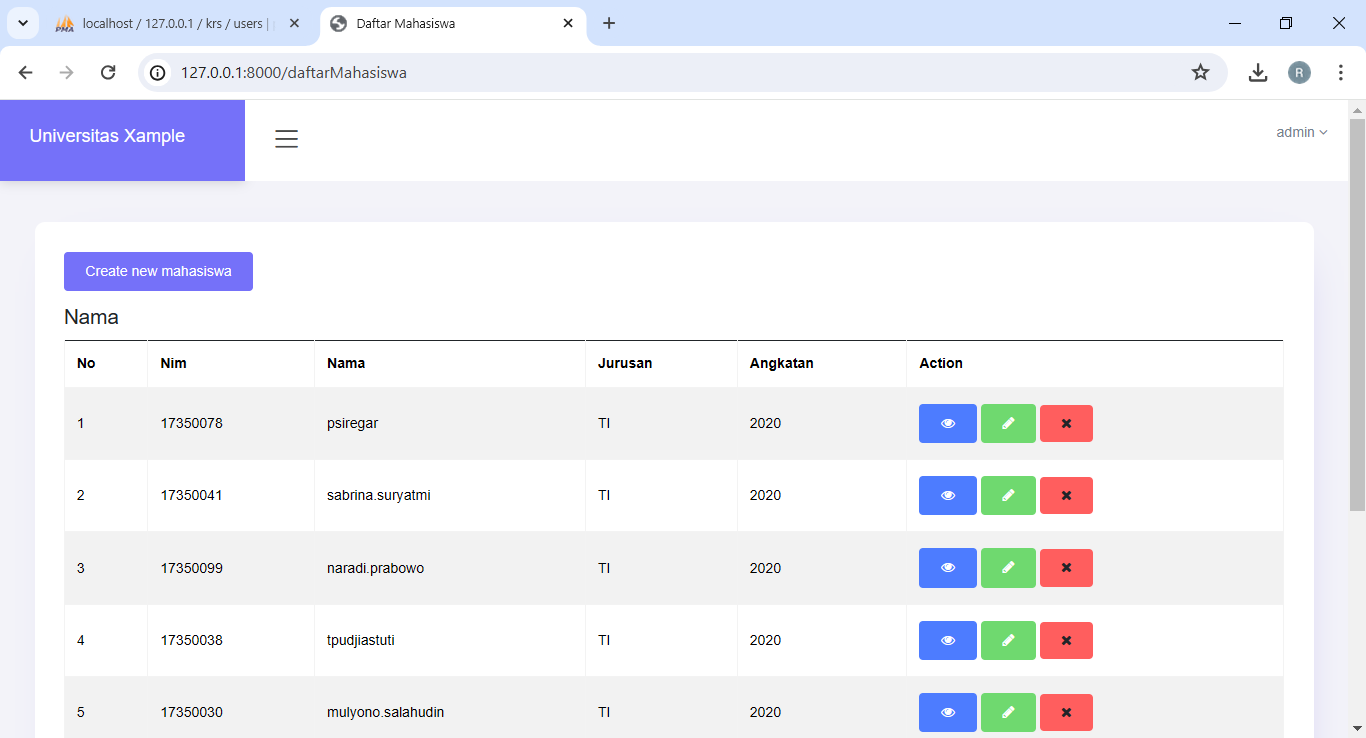 localhost / 127.0.0.1 / krs / users |
Daftar Mahasiswa
127.0.0.1:8000/daftarMahasiswa
R
Universitas Xample
admin
Create new mahasiswa
Nama
No Nim Nama Jurusan Angkatan Action
1 17350078 psiregar TI 2020
2 17350041 sabrina.suryatmi TI 2020
3 17350099 naradi.prabowo TI 2020
4 17350038 tpudjiastuti TI 2020
5 17350030 mulyono.salahudin TI 2020